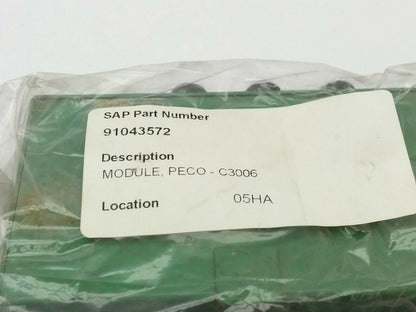 SAP Part Number
91043572
Description
MODULE, PECO - C3006
Location 05HA